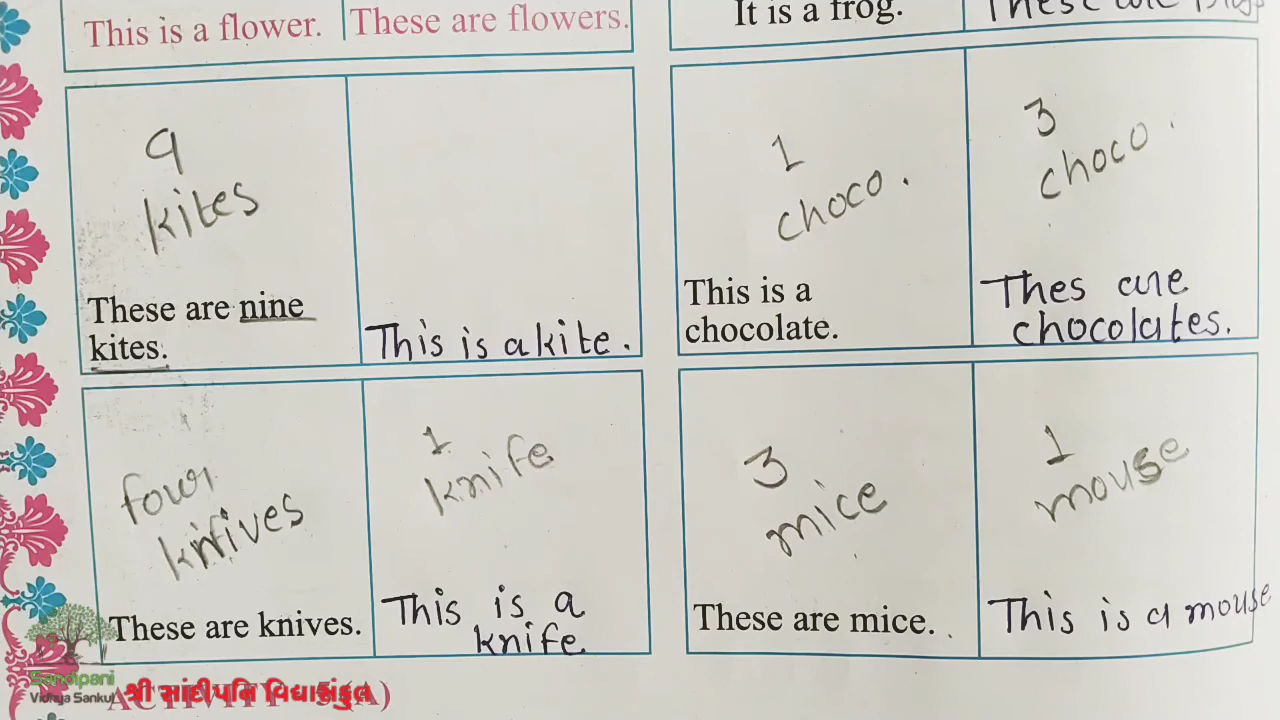 This is a flower.
These are flowers.
It is a frog.
These are
9
kites
These are nine
kites.
This is a kite.
1
choco.
This is a
chocolate.
3
choco.
Thes are
chocolates.
four
knives
These are knives.
1
knife
This is a
knife
3
mice
These are mice.
1
mouse
This is a mouse
Sandipani
Vidhya Sankul
શ્રી સાંદીપનિ વિદ્યાસંકુલ